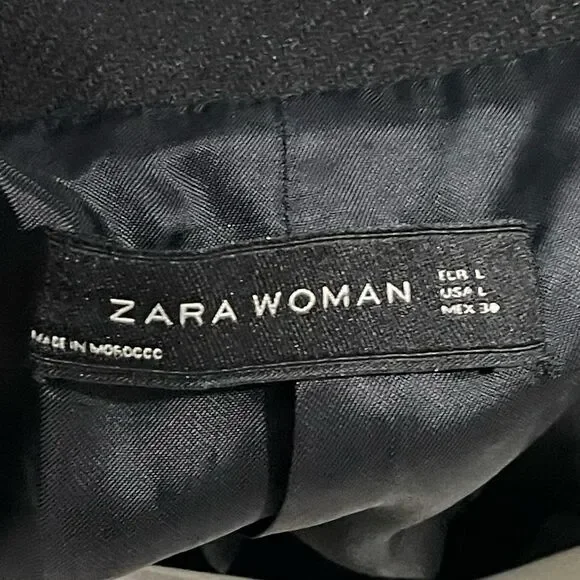 ZARA WOMAN
EUR L
USA L
MEX 30
MADE IN MOROCCO